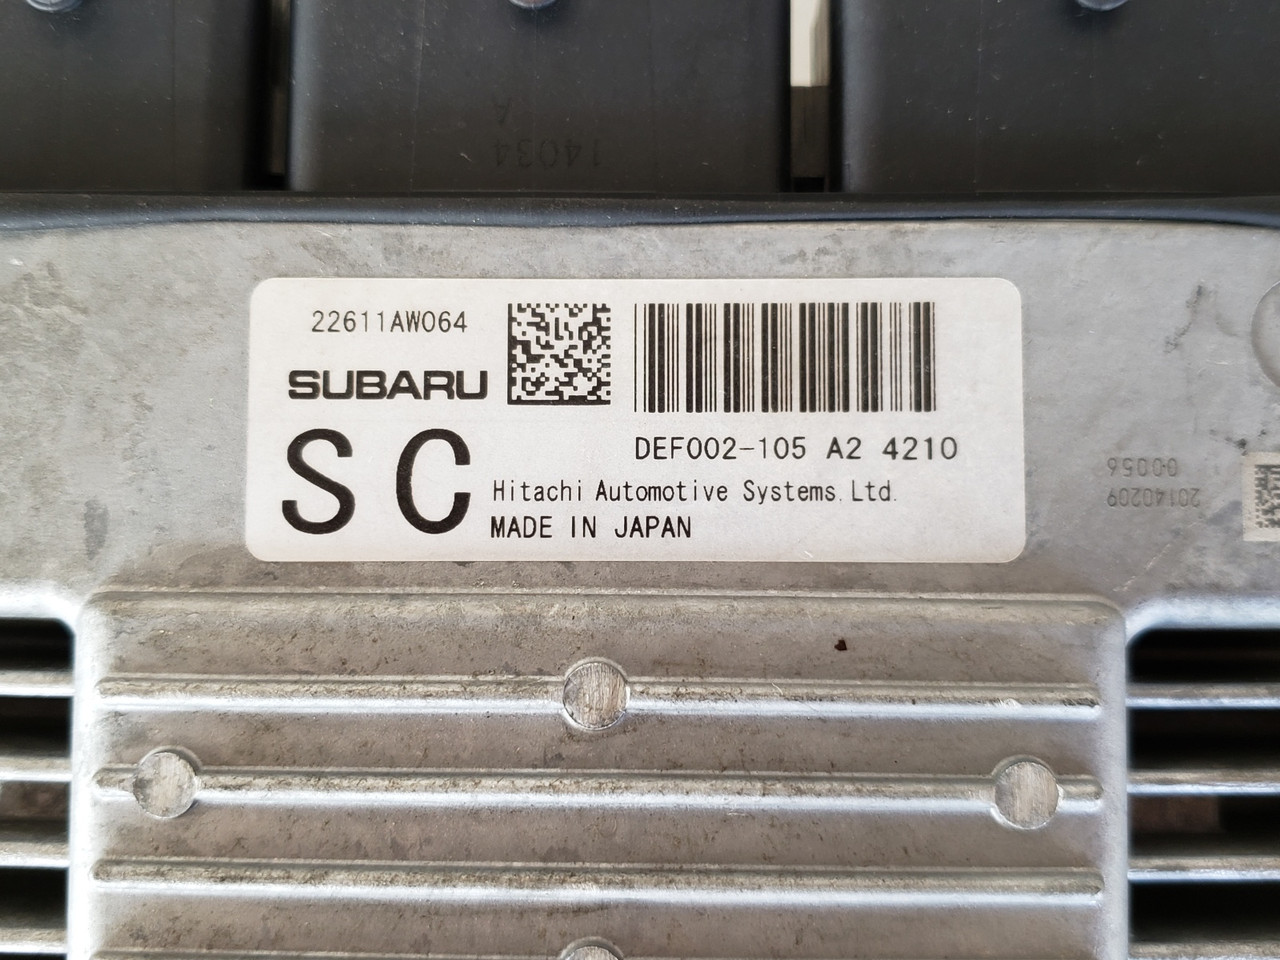 14034
A
22611AW064
SUBARU
S C
DEF002-105 A2 4210
Hitachi Automotive Systems.Ltd.
MADE IN JAPAN
20140209
00056